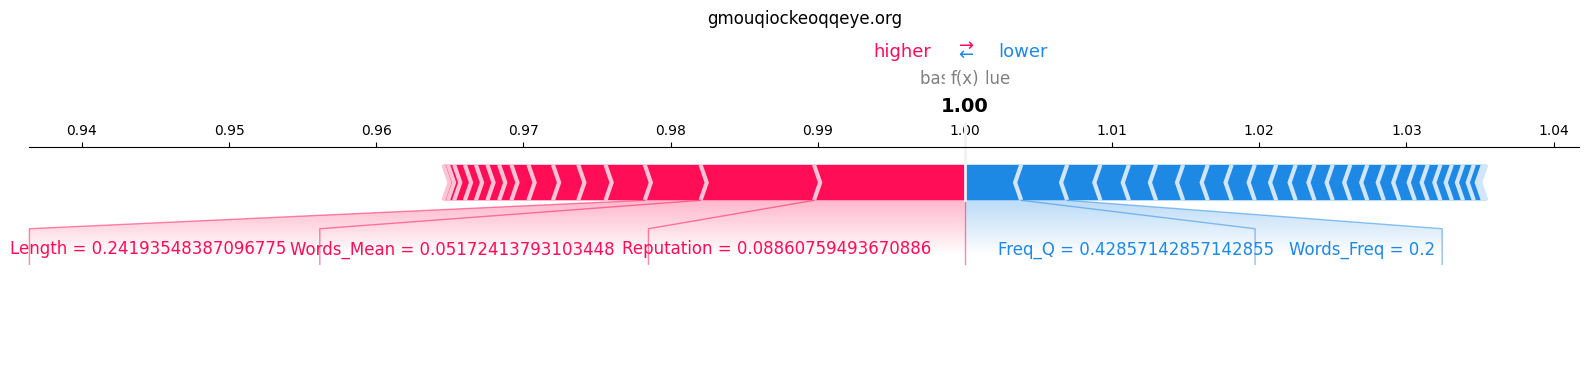 gmouqiockeoqqeye.org
higher → ← lower
f(x)
1.00
0.94 0.95 0.96 0.97 0.98 0.99 1.00 1.01 1.02 1.03 1.04
Length = 0.24193548387096775 Words_Mean = 0.05172413793103448 Reputation = 0.08860759493670886 Freq_Q = 0.42857142857142855 Words_Freq = 0.2